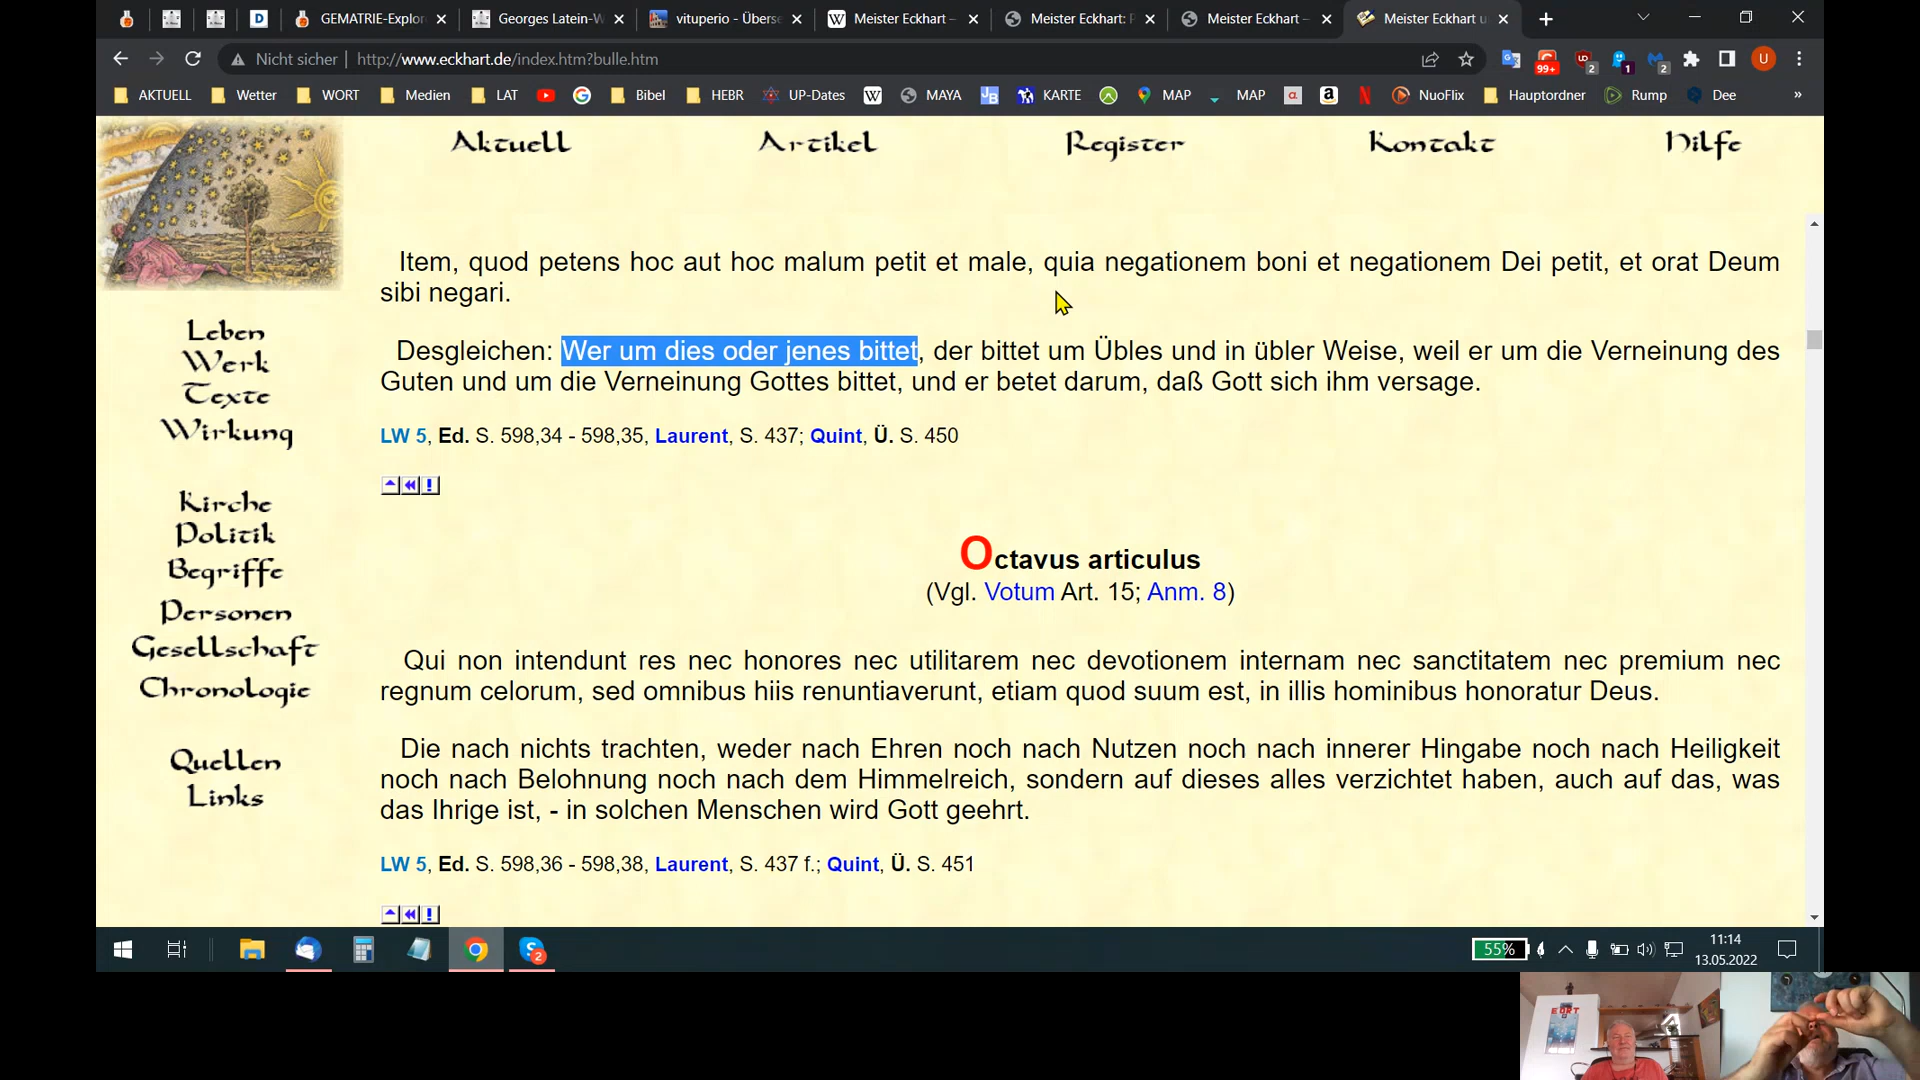 GEMATRIE-Explor
Georges Latein-W
vituperio - Überse
Meister Eckhart –
Meister Eckhart: P
Meister Eckhart –
Meister Eckhart u
Nicht sicher
http://www.eckhart.de/index.htm?bulle.htm
99+
2
1
2
U
AKTUELL
Wetter
WORT
Medien
LAT
Bibel
HEBR
UP-Dates
MAYA
KARTE
MAP
MAP
NuoFlix
Hauptordner
Rump
Dee
»
Aktuell
Artikel
Register
Kontakt
Hilfe
Leben
Werk
Texte
Wirkung
Kirche
Politik
Begriffe
Personen
Gesellschaft
Chronologie
Quellen
Links
Item, quod petens hoc aut hoc malum petit et male, quia negationem boni et negationem Dei petit, et orat Deum
sibi negari.
Desgleichen: Wer um dies oder jenes bittet, der bittet um Übles und in übler Weise, weil er um die Verneinung des
Guten und um die Verneinung Gottes bittet, und er betet darum, daß Gott sich ihm versage.
LW 5, Ed. S. 598,34 - 598,35, Laurent, S. 437; Quint, Ü. S. 450
Octavus articulus
(Vgl. Votum Art. 15; Anm. 8)
Qui non intendunt res nec honores nec utilitarem nec devotionem internam nec sanctitatem nec premium nec
regnum celorum, sed omnibus hiis renuntiaverunt, etiam quod suum est, in illis hominibus honoratur Deus.
Die nach nichts trachten, weder nach Ehren noch nach Nutzen noch nach innerer Hingabe noch nach Heiligkeit
noch nach Belohnung noch nach dem Himmelreich, sondern auf dieses alles verzichtet haben, auch auf das, was
das Ihrige ist, - in solchen Menschen wird Gott geehrt.
LW 5, Ed. S. 598,36 - 598,38, Laurent, S. 437 f.; Quint, Ü. S. 451
2
55%
11:14
13.05.2022